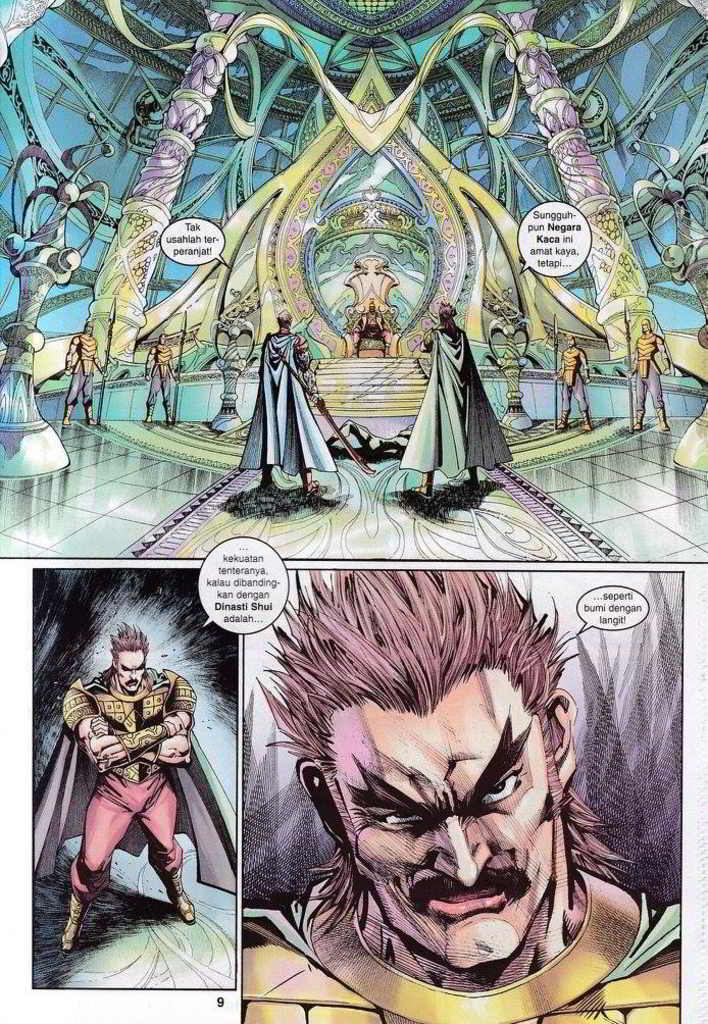 Tak
usahlah ter-
peranjat!
Sungguh-
pun Negara
Kaca ini
amat kaya,
tetapi...
...
kekuatan
tenteranya,
kalau dibanding-
kan dengan
Dinasti Shui
adalah...
...seperti
bumi dengan
langit!
9